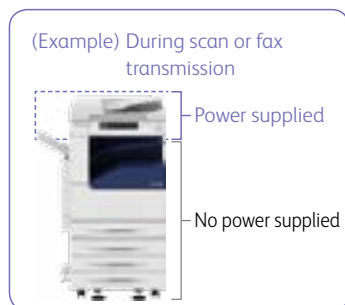 (Example) During scan or fax
transmission
Power supplied
No power supplied